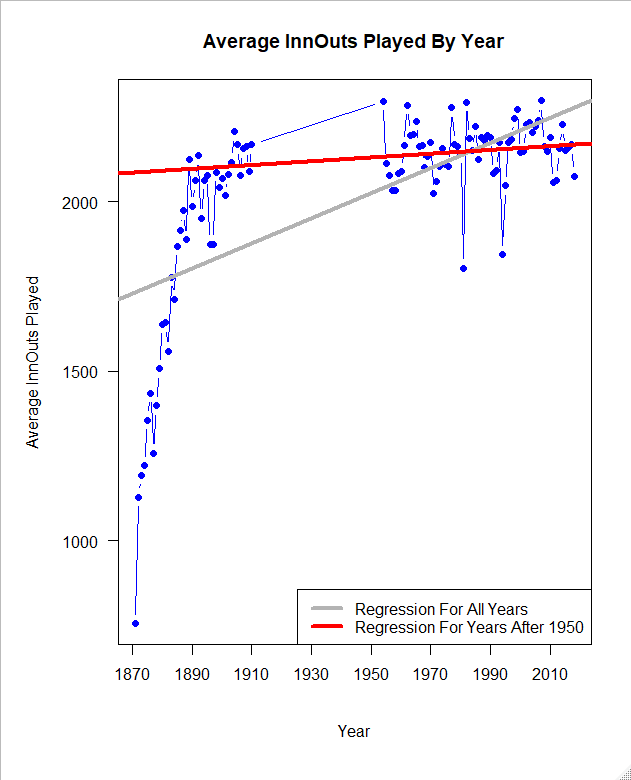 Average InnOuts Played By Year
Average InnOuts Played
2000
1500
1000
Regression For All Years
Regression For Years After 1950
1870 1890 1910 1930 1950 1970 1990 2010
Year